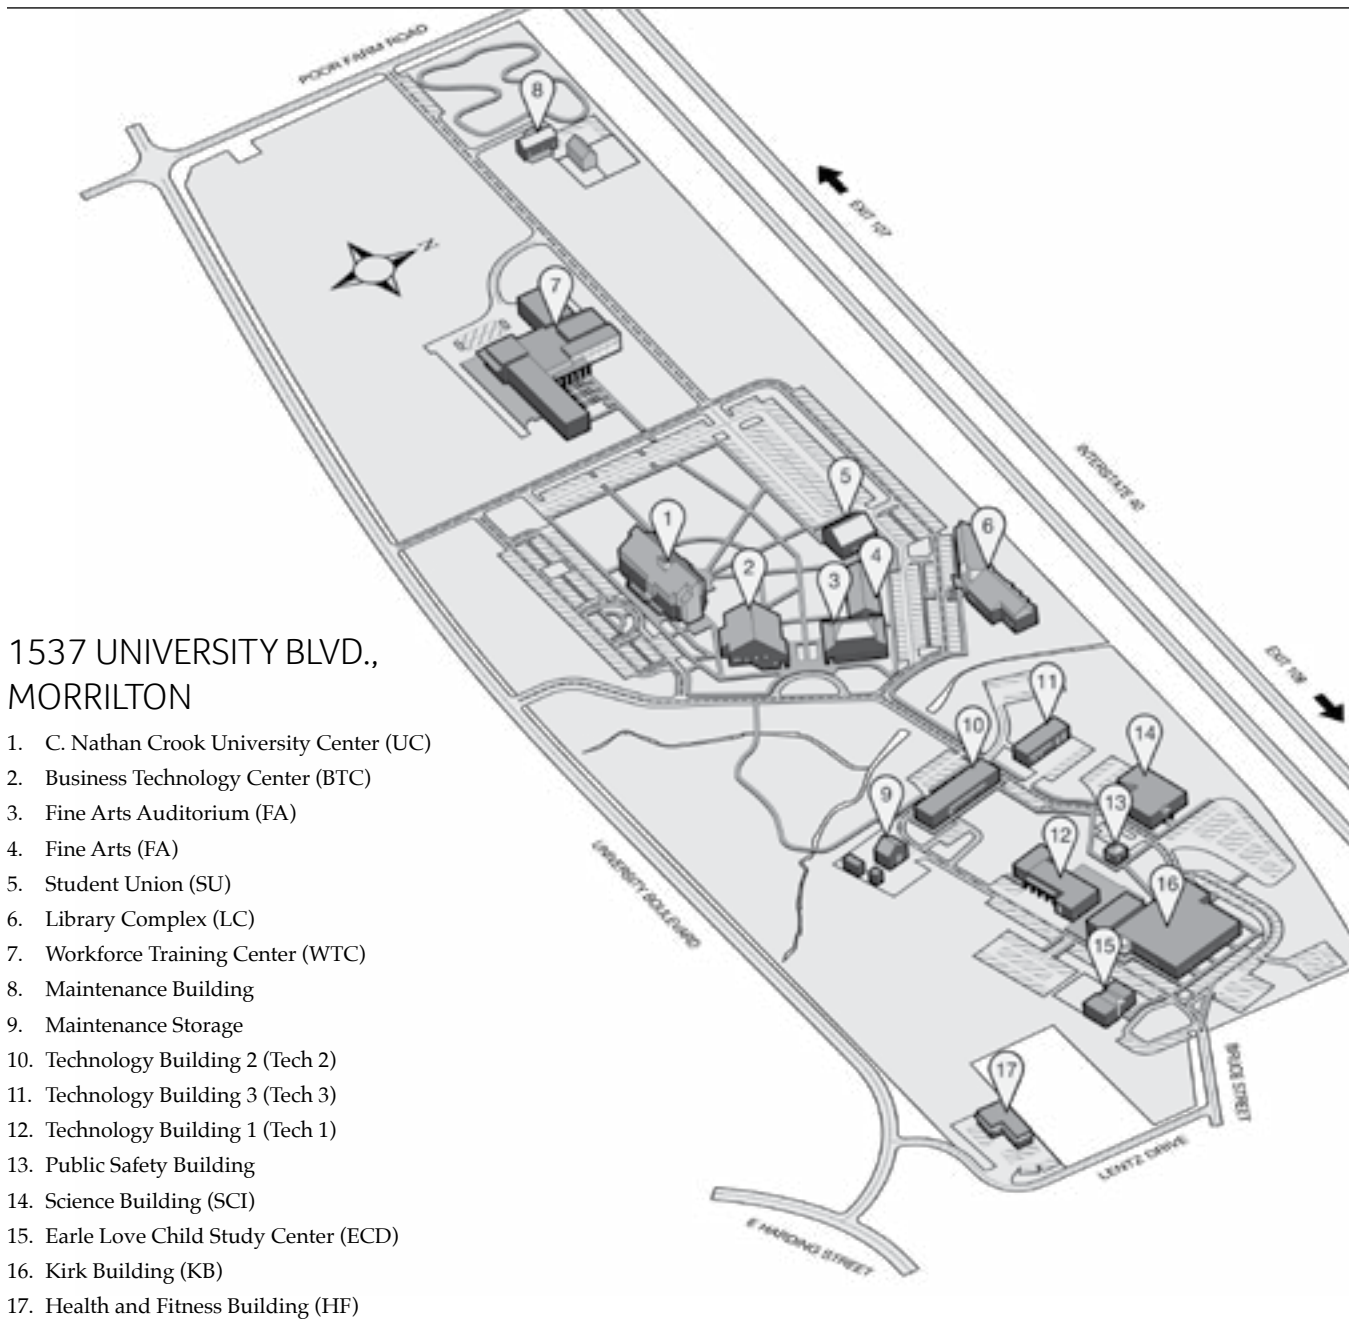 POOR FARM ROAD
8
EXIT 107
N
7
INTERSTATE 40
5
1
6
4
2
3
EXIT 108
1537 UNIVERSITY BLVD.,
MORRILTON
11
10
14
9
13
12
16
UNIVERSITY BOULEVARD
15
17
BRUCE STREET
LENTZ DRIVE
E HARDING STREET
1. C. Nathan Crook University Center (UC)
2. Business Technology Center (BTC)
3. Fine Arts Auditorium (FA)
4. Fine Arts (FA)
5. Student Union (SU)
6. Library Complex (LC)
7. Workforce Training Center (WTC)
8. Maintenance Building
9. Maintenance Storage
10. Technology Building 2 (Tech 2)
11. Technology Building 3 (Tech 3)
12. Technology Building 1 (Tech 1)
13. Public Safety Building
14. Science Building (SCI)
15. Earle Love Child Study Center (ECD)
16. Kirk Building (KB)
17. Health and Fitness Building (HF)